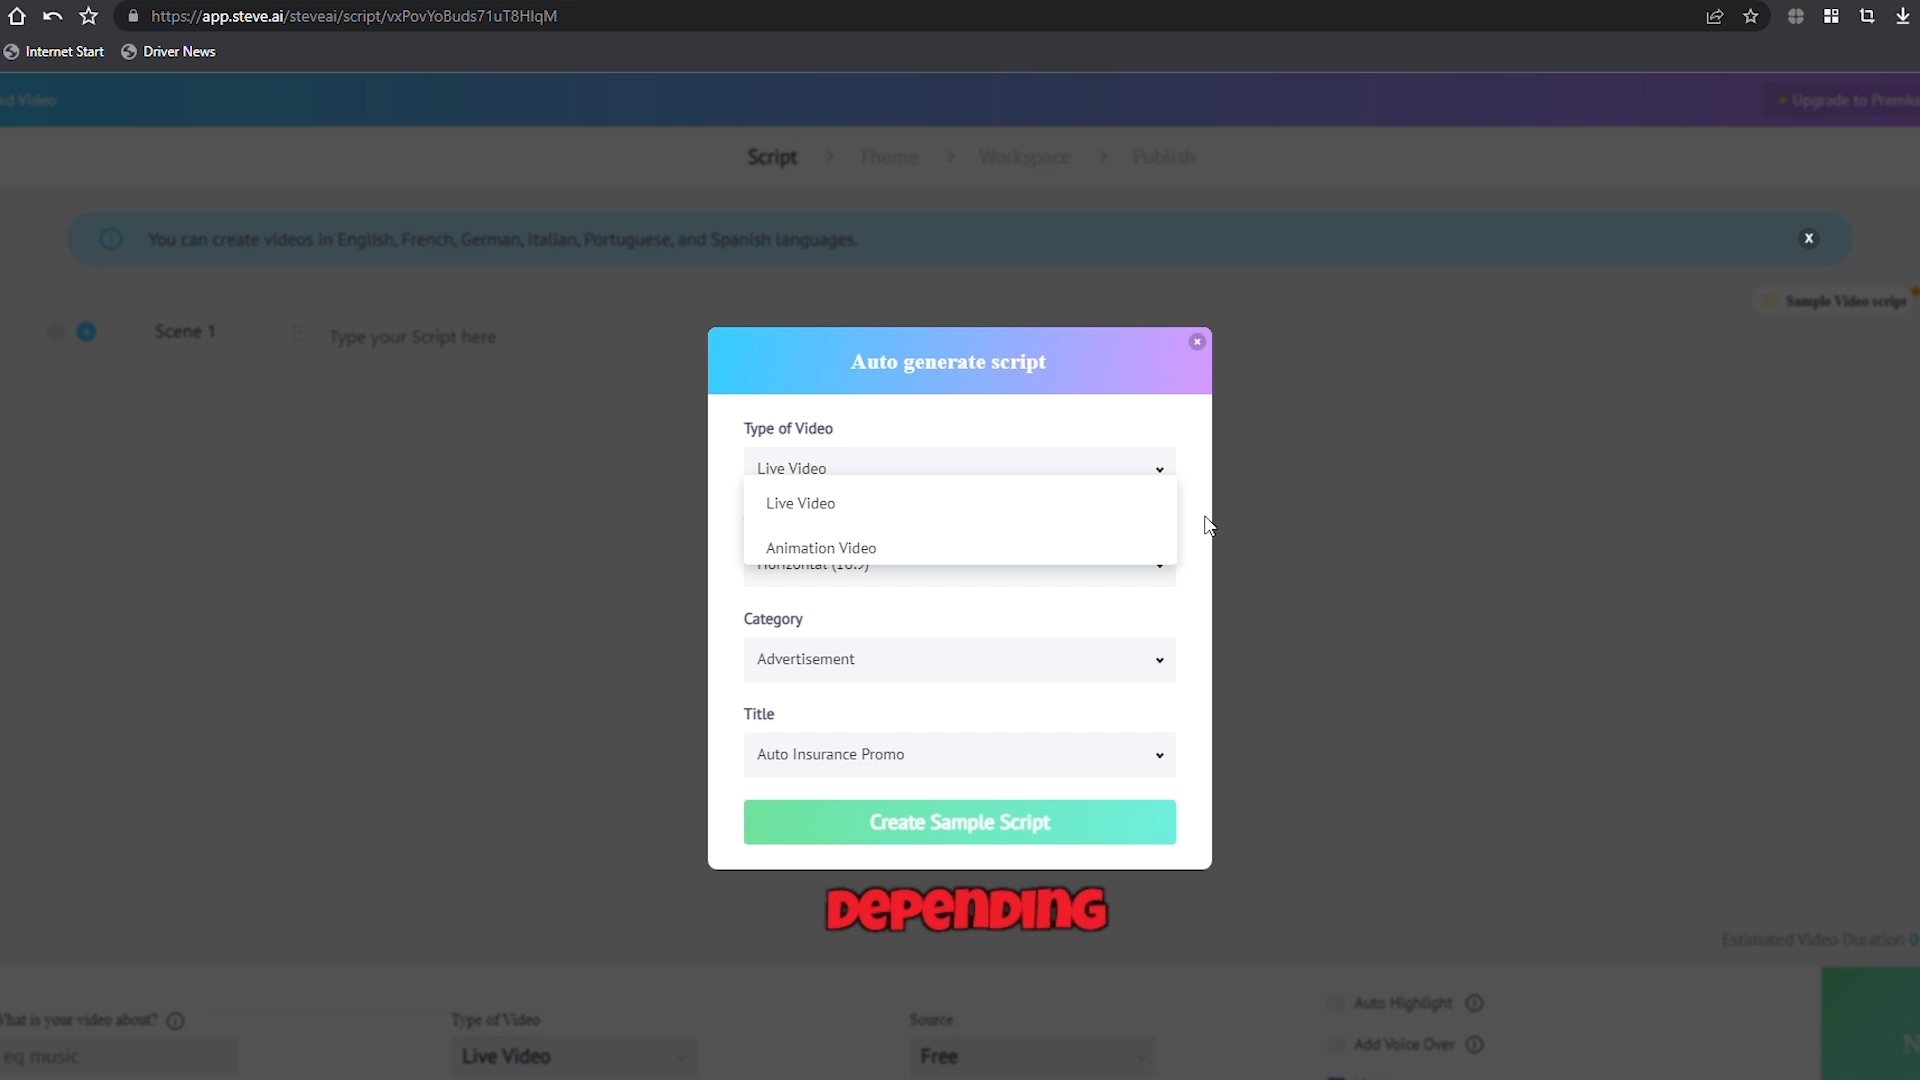 https://app.steve.ai/steveai/script/vxPovYoBuds71uT8HIqM
Internet Start
Driver News
ed Video
Upgrade to Premiu
Script > Theme > Workspace > Publish
You can create videos in English, French, German, Italian, Portuguese, and Spanish languages.
X
Sample Video script
Scene 1
Type your Script here
Auto generate script
Type of Video
Live Video
Live Video
Animation Video
Horizontal (16:9)
Category
Advertisement
Title
Auto Insurance Promo
Create Sample Script
DEPENDING
Estimated Video Duration 0
What is your video about?
eg music
Type of Video
Live Video
Source
Free
Auto Highlight
Add Voice Over
N